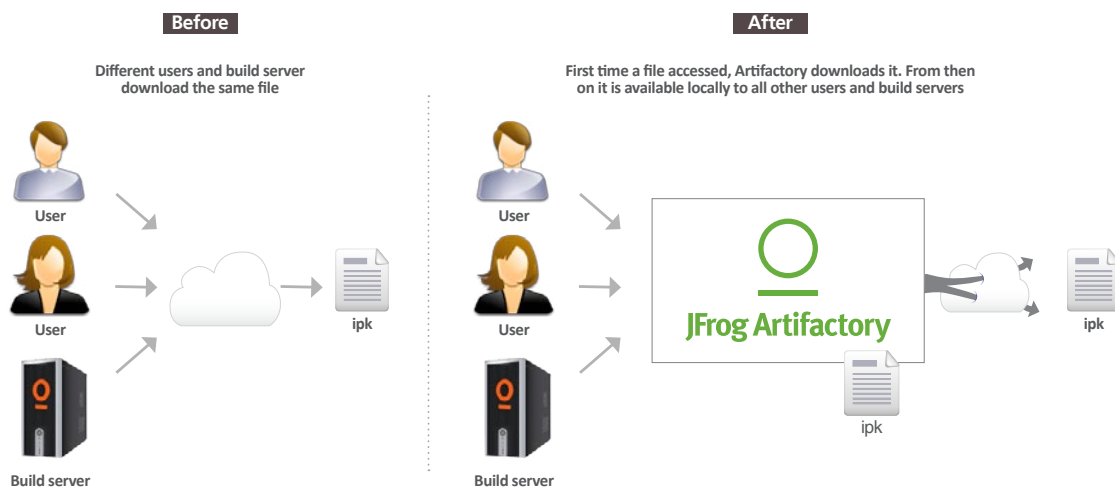 Before
Different users and build server
download the same file
User
User
Build server
ipk
After
First time a file accessed, Artifactory downloads it. From then
on it is available locally to all other users and build servers
User
User
Build server
JFrog Artifactory
ipk
ipk